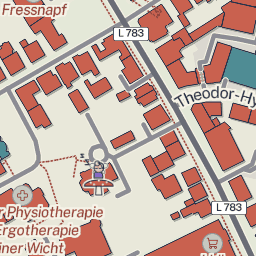 Fressnapf
L 783
Theodor-Hy
r Physiotherapie
Ergotherapie
iner Wicht
L 783